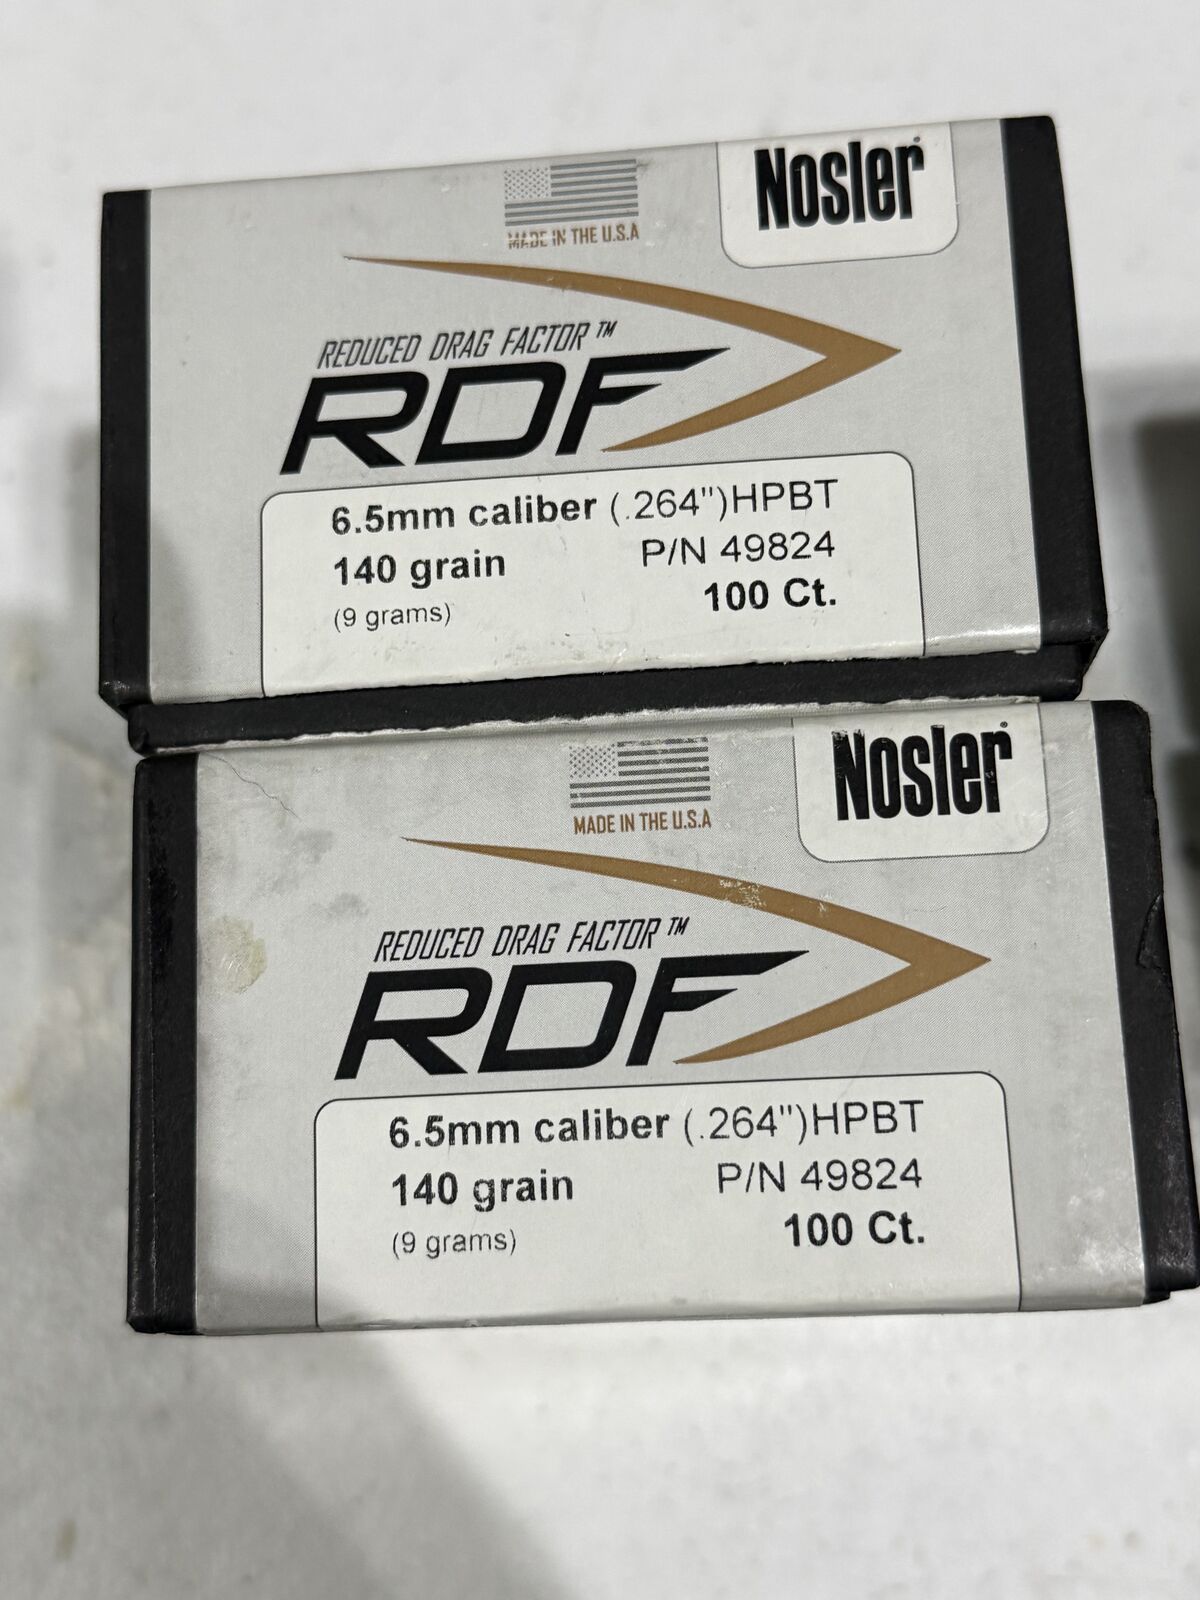 Nosler®
MADE IN THE U.S.A
REDUCED DRAG FACTOR™
RDF
6.5mm caliber (.264")HPBT
140 grain P/N 49824
(9 grams) 100 Ct.
Nosler®
MADE IN THE U.S.A
REDUCED DRAG FACTOR™
RDF
6.5mm caliber (.264")HPBT
140 grain P/N 49824
(9 grams) 100 Ct.